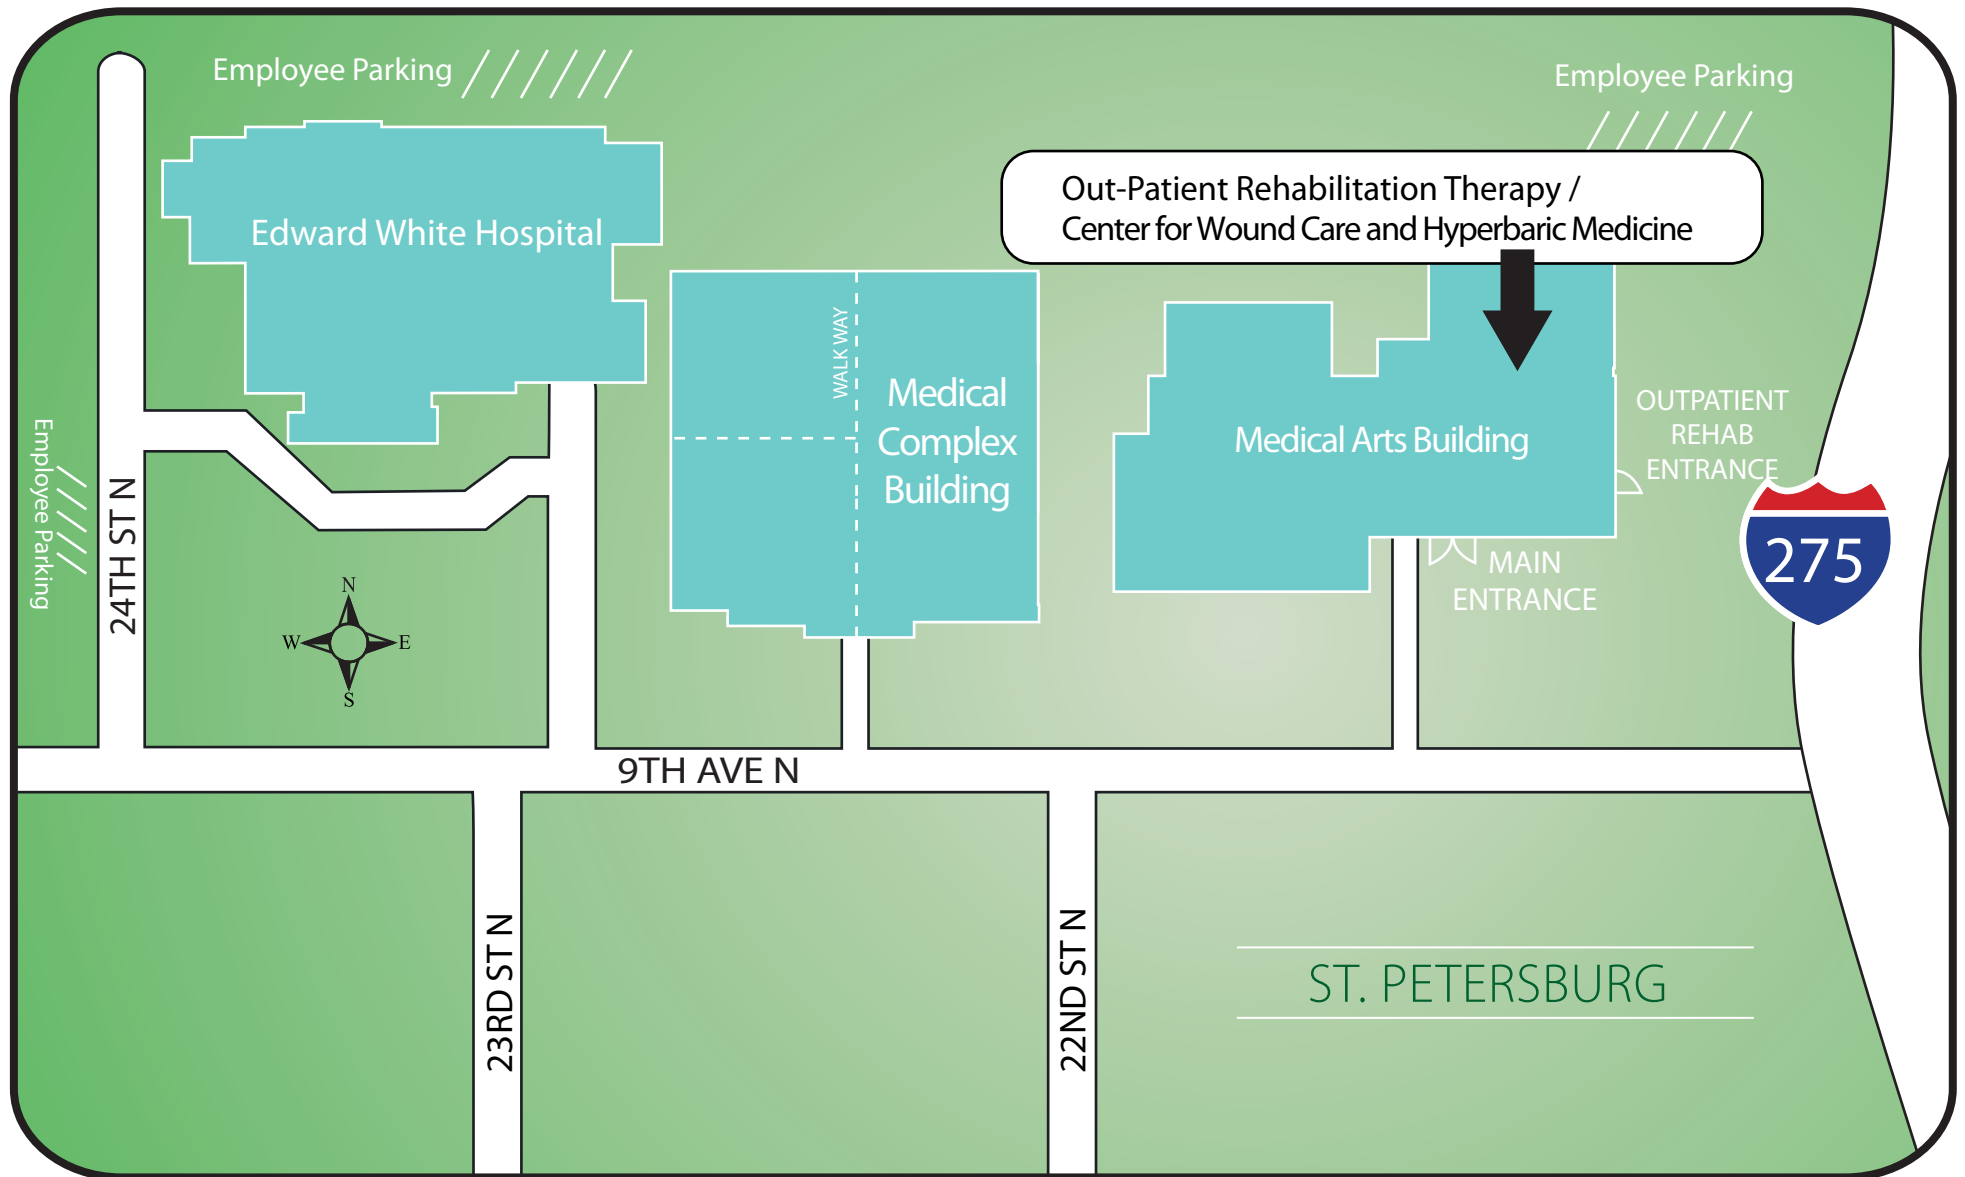 Employee Parking
Employee Parking
Out-Patient Rehabilitation Therapy /
Center for Wound Care and Hyperbaric Medicine
Edward White Hospital
WALK WAY
Medical
Complex
Building
Medical Arts Building
OUTPATIENT
REHAB
ENTRANCE
Employee Parking
24TH ST N
275
MAIN
ENTRANCE
N
W
E
S
9TH AVE N
23RD ST N
22ND ST N
ST. PETERSBURG